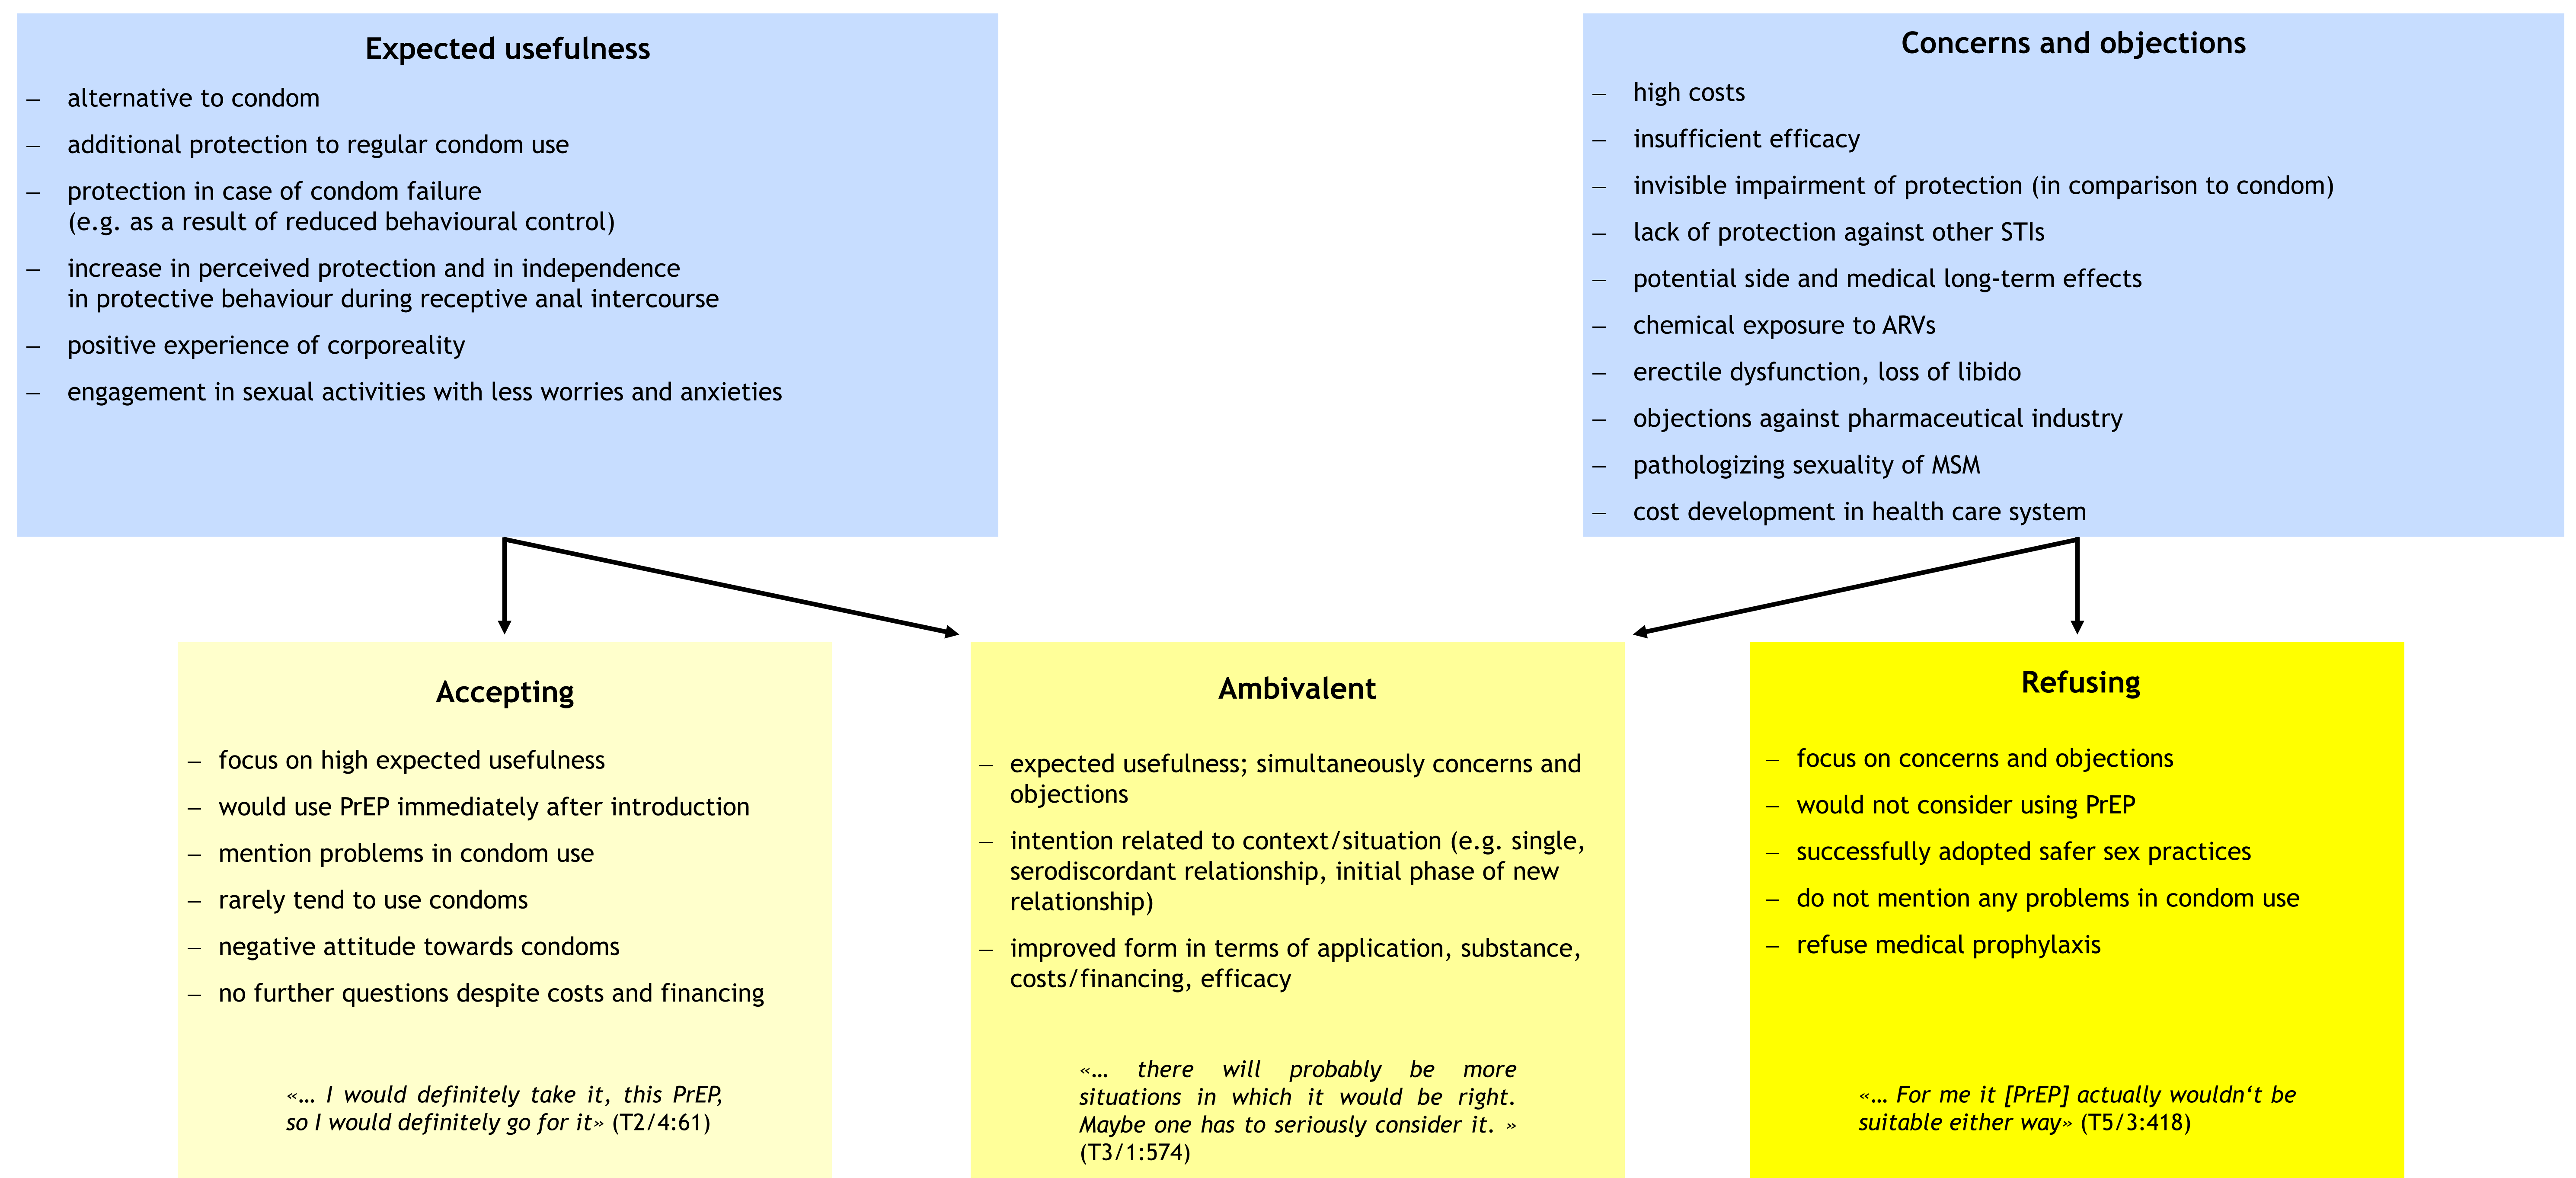 Expected usefulness
– alternative to condom
– additional protection to regular condom use
– protection in case of condom failure
(e.g. as a result of reduced behavioural control)
– increase in perceived protection and in independence
in protective behaviour during receptive anal intercourse
– positive experience of corporeality
– engagement in sexual activities with less worries and anxieties
Concerns and objections
– high costs
– insufficient efficacy
– invisible impairment of protection (in comparison to condom)
– lack of protection against other STIs
– potential side and medical long-term effects
– chemical exposure to ARVs
– erectile dysfunction, loss of libido
– objections against pharmaceutical industry
– pathologizing sexuality of MSM
– cost development in health care system
Accepting
– focus on high expected usefulness
– would use PrEP immediately after introduction
– mention problems in condom use
– rarely tend to use condoms
– negative attitude towards condoms
– no further questions despite costs and financing
«… I would definitely take it, this PrEP,
so I would definitely go for it» (T2/4:61)
Ambivalent
– expected usefulness; simultaneously concerns and
objections
– intention related to context/situation (e.g. single,
serodiscordant relationship, initial phase of new
relationship)
– improved form in terms of application, substance,
costs/financing, efficacy
«… there will probably be more
situations in which it would be right.
Maybe one has to seriously consider it. »
(T3/1:574)
Refusing
– focus on concerns and objections
– would not consider using PrEP
– successfully adopted safer sex practices
– do not mention any problems in condom use
– refuse medical prophylaxis
«… For me it [PrEP] actually wouldn‘t be
suitable either way» (T5/3:418)